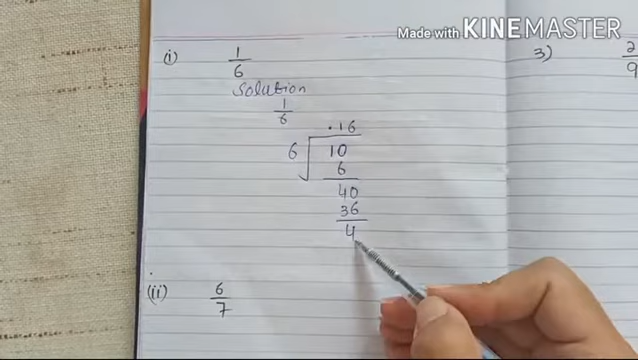 Made with KINEMASTER
(i) 1/6
3) 2/9
Solution
1/6
.16
6 10
6
40
36
4
(ii) 6/7